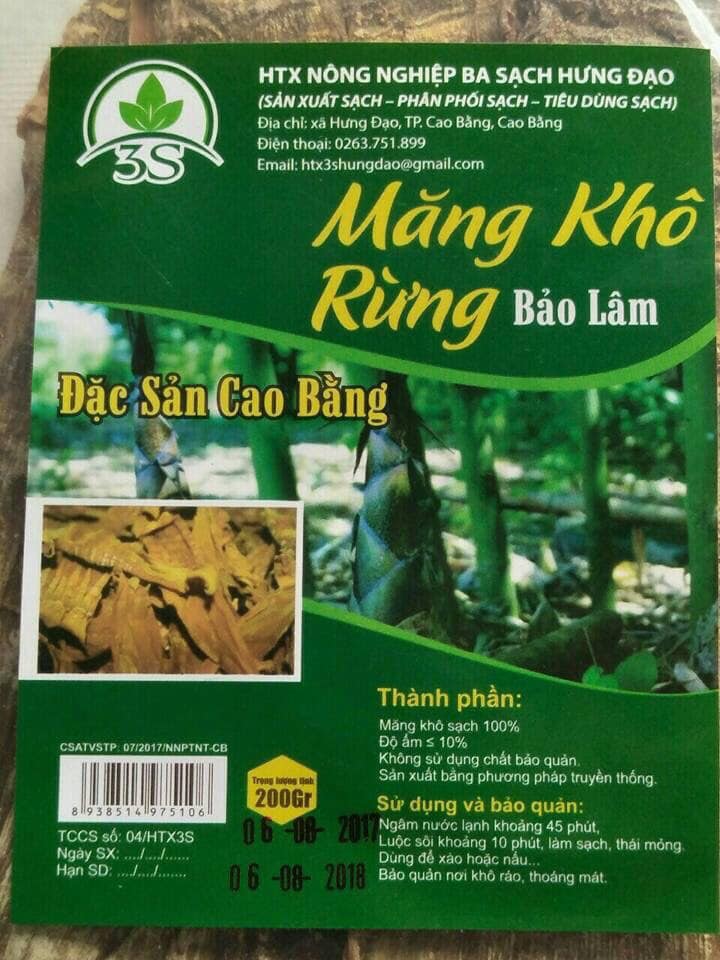 3S
HTX NÔNG NGHIỆP BA SẠCH HƯNG ĐẠO
(SẢN XUẤT SẠCH – PHÂN PHỐI SẠCH – TIÊU DÙNG SẠCH)
Địa chỉ: xã Hưng Đạo, TP. Cao Bằng, Cao Bằng
Điện thoại: 0263.751.899
Email: htx3shungdao@gmail.com
Măng Khô
Rừng Bảo Lâm
Đặc Sản Cao Bằng
Thành phần:
Măng khô sạch 100%
Độ ẩm ≤ 10%
Không sử dụng chất bảo quản.
Sản xuất bằng phương pháp truyền thống.
Sử dụng và bảo quản:
Ngâm nước lạnh khoảng 45 phút,
Luộc sôi khoảng 10 phút, làm sạch, thái mỏng.
Dùng để xào hoặc nấu...
Bảo quản nơi khô ráo, thoáng mát.
CSATVSTP: 07/2017/NNPTNT-CB
8 938514 975106
Trọng lượng tịnh
200Gr
TCCS số: 04/HTX3S
Ngày SX: ..../..../.....
Hạn SD: ..../..../.......
06 -08- 2017
06 -08- 2018